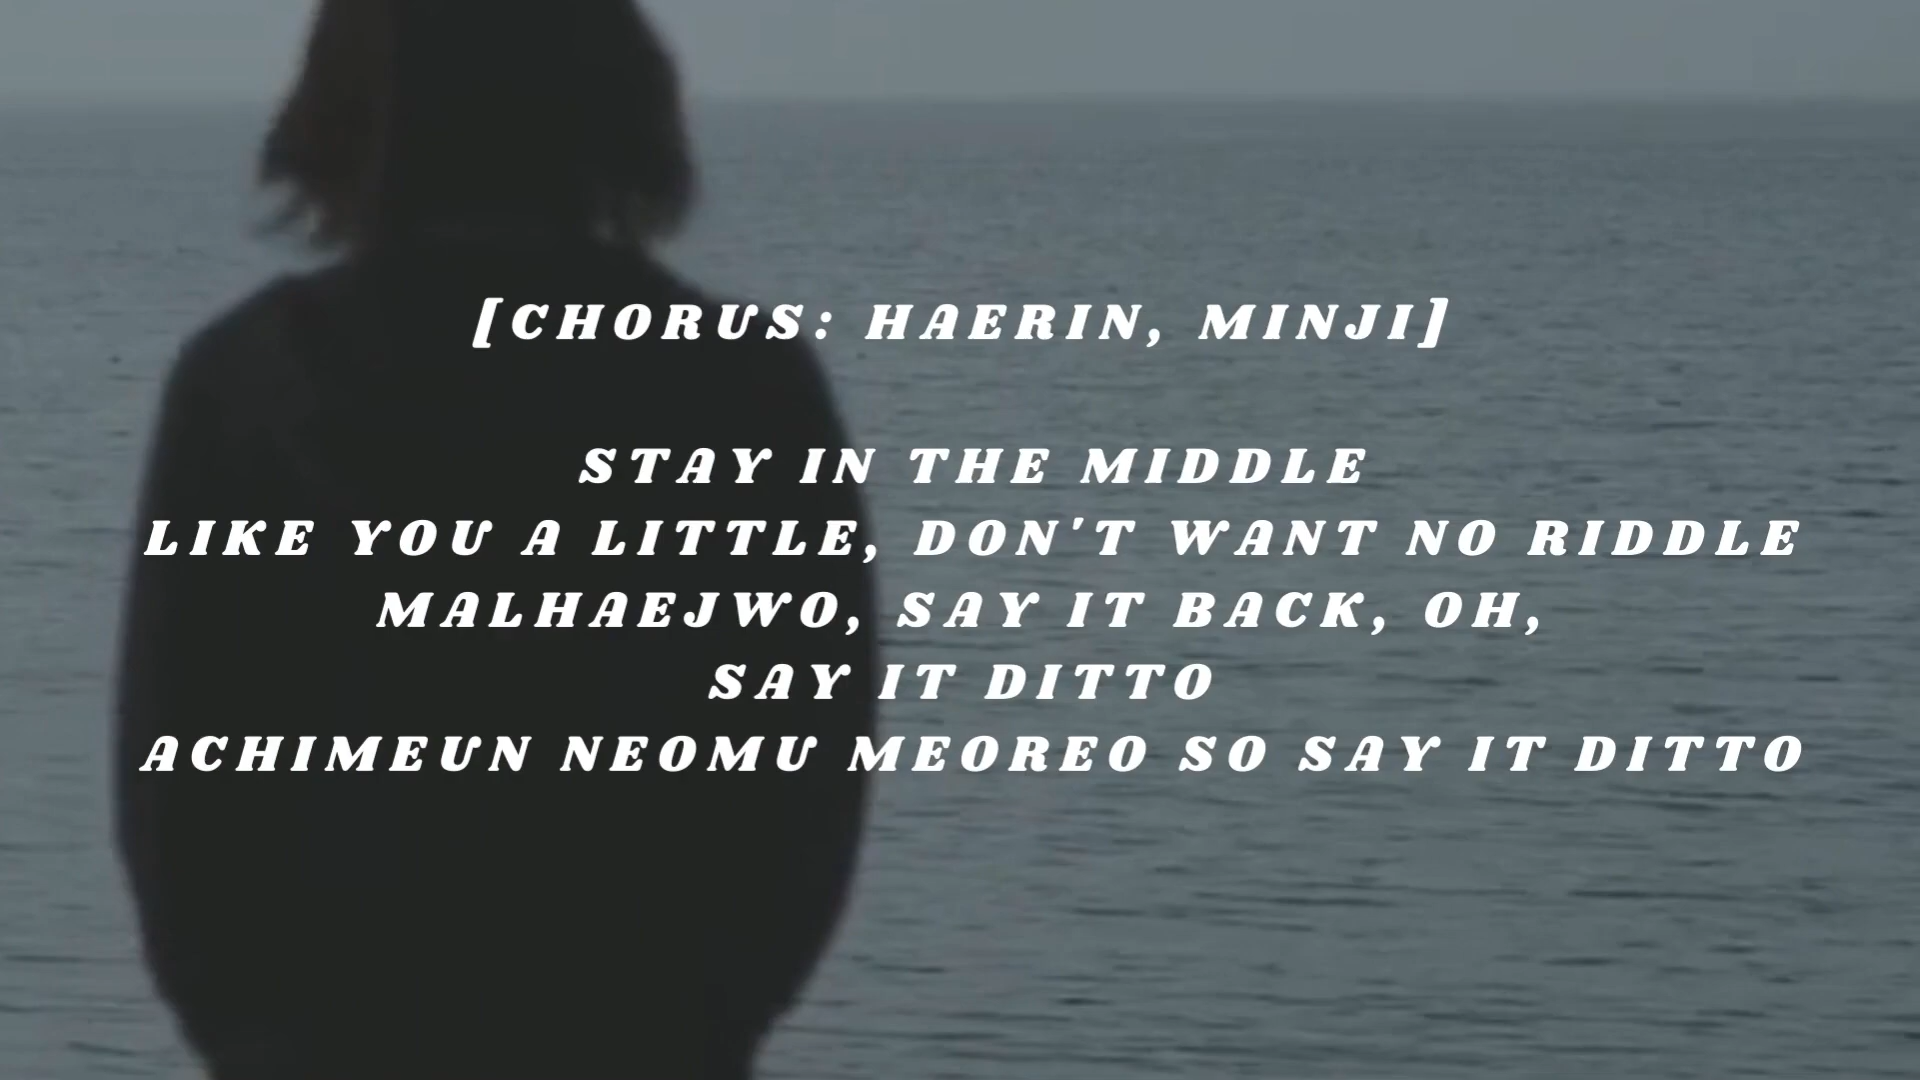 [CHORUS: HAERIN, MINJI]
STAY IN THE MIDDLE
LIKE YOU A LITTLE, DON'T WANT NO RIDDLE
MALHAEJWO, SAY IT BACK, OH,
SAY IT DITTO
ACHIMEUN NEOMU MEOREO SO SAY IT DITTO